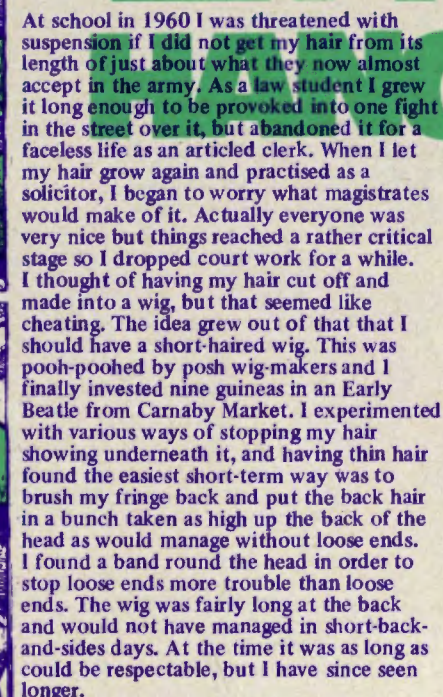 HANG
At school in 1960 I was threatened with
suspension if I did not get my hair from its
length of just about what they now almost
accept in the army. As a law student I grew
it long enough to be provoked into one fight
in the street over it, but abandoned it for a
faceless life as an articled clerk. When I let
my hair grow again and practised as a
solicitor, I began to worry what magistrates
would make of it. Actually everyone was
very nice but things reached a rather critical
stage so I dropped court work for a while.
I thought of having my hair cut off and
made into a wig, but that seemed like
cheating. The idea grew out of that that I
should have a short-haired wig. This was
pooh-poohed by posh wig-makers and I
finally invested nine guineas in an Early
Beatle from Carnaby Market. I experimented
with various ways of stopping my hair
showing underneath it, and having thin hair
found the easiest short-term way was to
brush my fringe back and put the back hair
in a bunch taken as high up the back of the
head as would manage without loose ends.
I found a band round the head in order to
stop loose ends more trouble than loose
ends. The wig was fairly long at the back
and would not have managed in short-back-
and-sides days. At the time it was as long as
could be respectable, but I have since seen
longer.